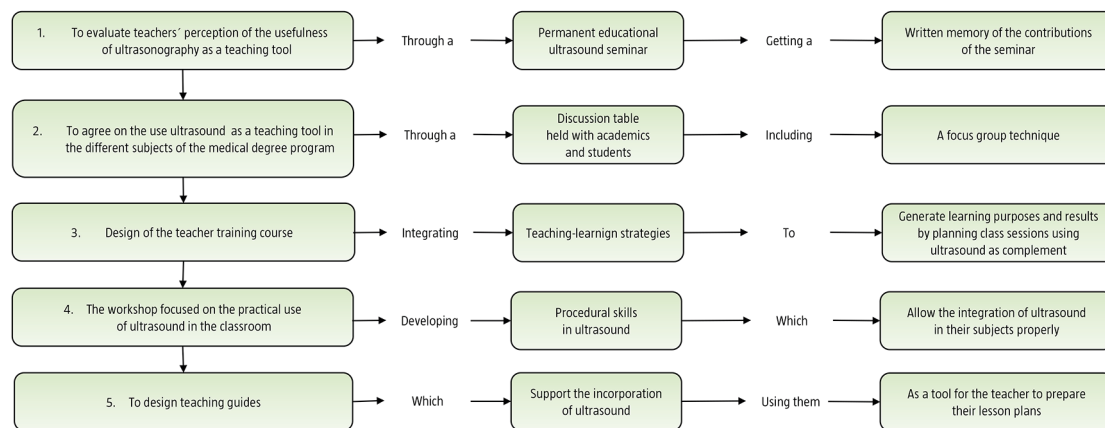 1. To evaluate teachers´ perception of the usefulness
of ultrasonography as a teaching tool
Through a
Permanent educational
ultrasound seminar
Getting a
Written memory of the contributions
of the seminar
2. To agree on the use ultrasound as a teaching tool in
the different subjects of the medical degree program
Through a
Discussion table
held with academics
and students
Including
A focus group technique
3. Design of the teacher training course
Integrating
Teaching-learnign strategies
To
Generate learning purposes and results
by planning class sessions using
ultrasound as complement
4. The workshop focused on the practical use
of ultrasound in the classroom
Developing
Procedural skills
in ultrasound
Which
Allow the integration of ultrasound
in their subjects properly
5. To design teaching guides
Which
Support the incorporation
of ultrasound
Using them
As a tool for the teacher to prepare
their lesson plans